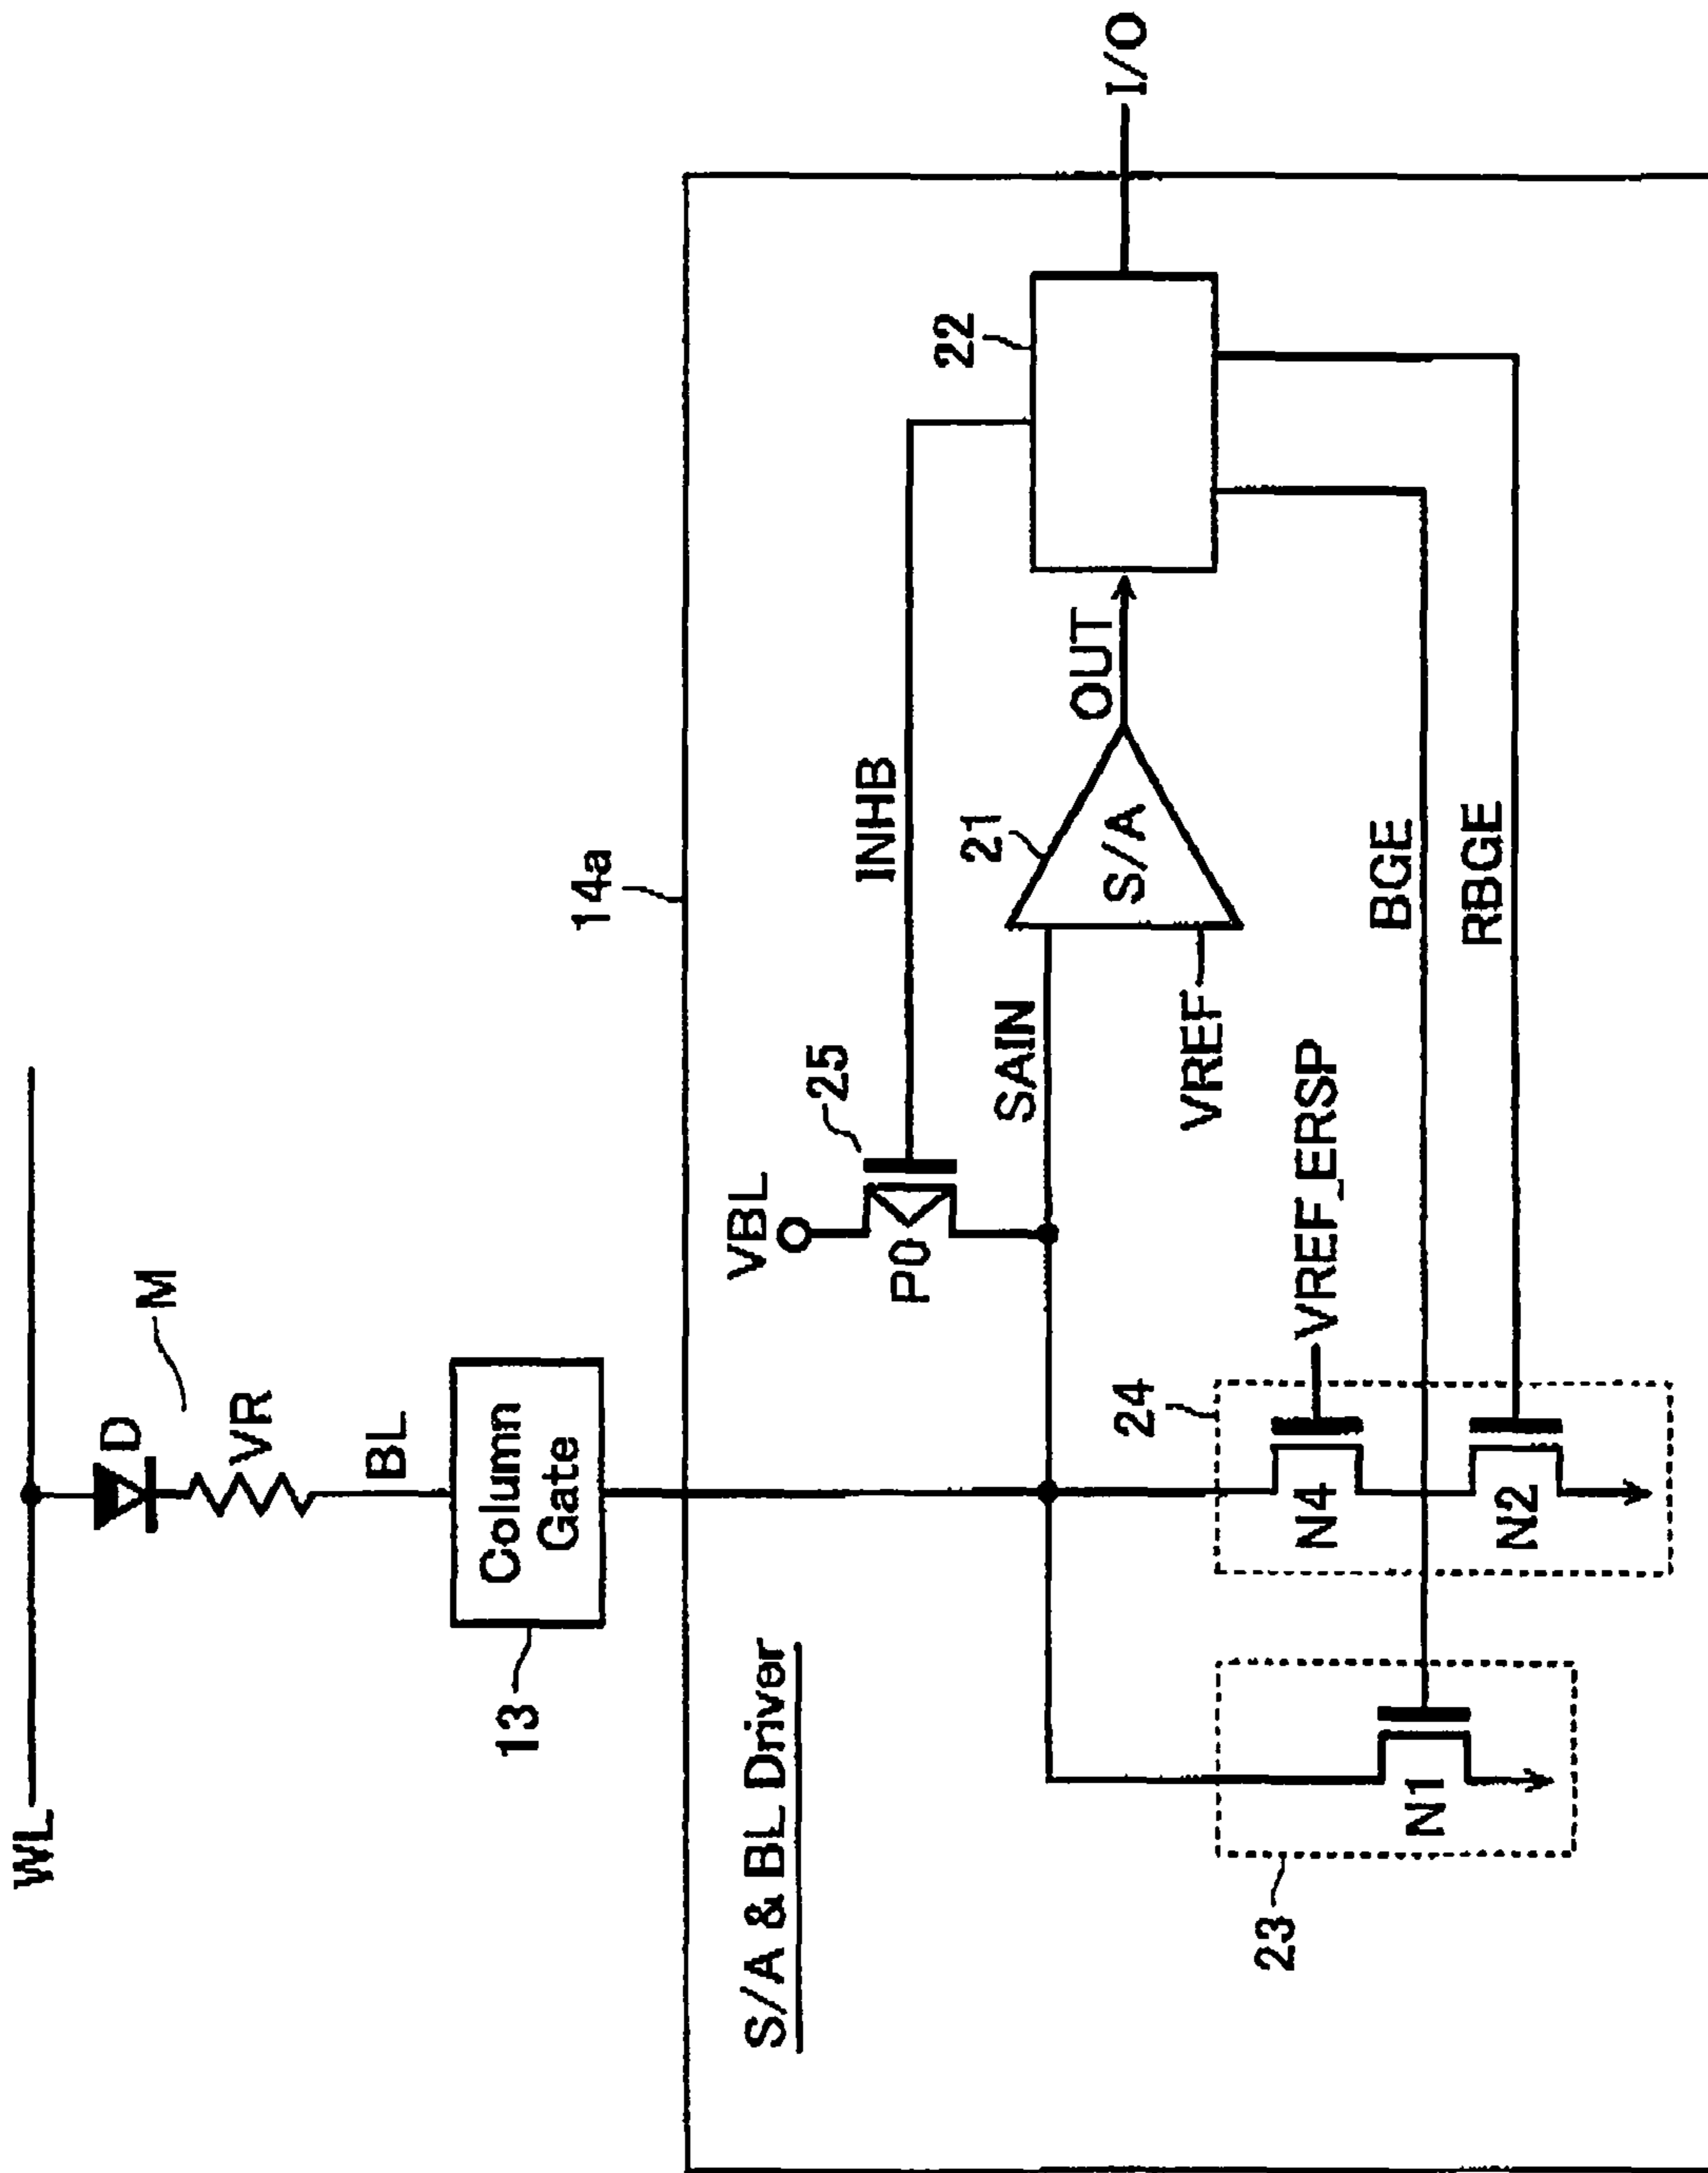 WL
M
D
VR
BL
Column
Gate
13
14a
S/A & BL Driver
VBL
25
P0
INHB
22
I/O
SAIN
21
S/A
OUT
VREF
24
VREF_ERSP
N4
BGE
N2
RBGE
23
N1